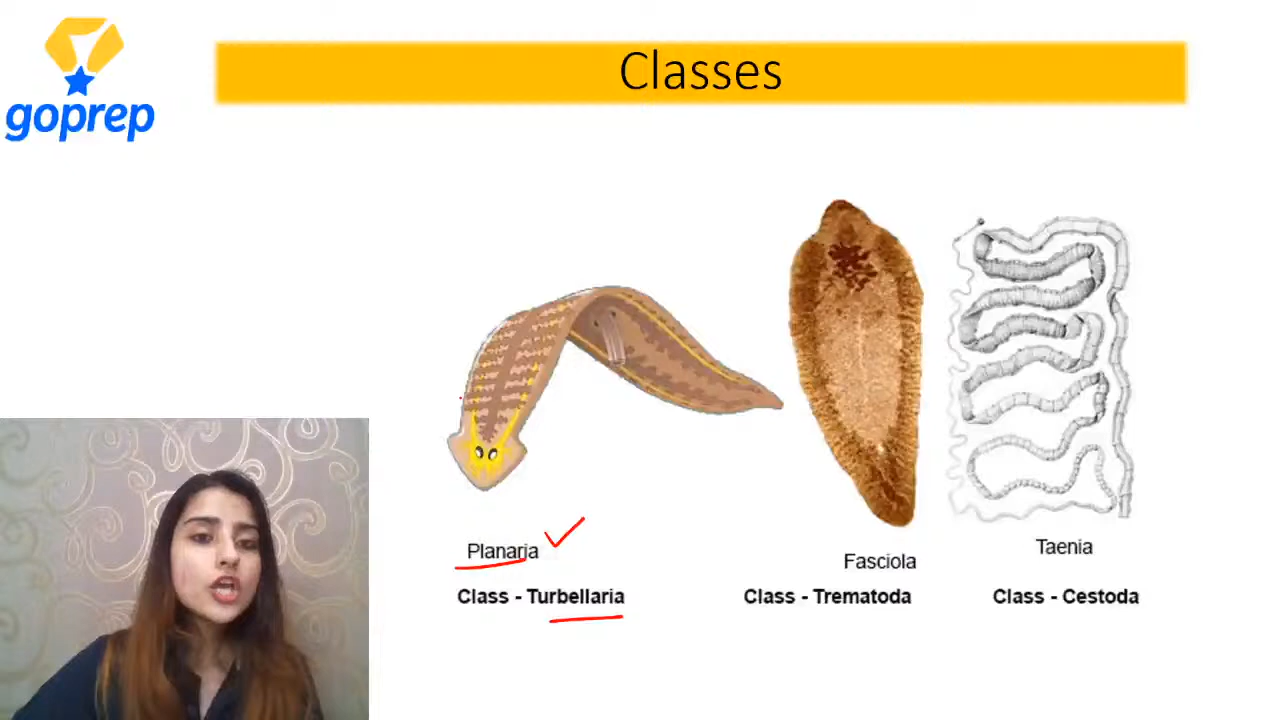 goprep
Classes
Planaria
Class - Turbellaria
Fasciola
Class - Trematoda
Taenia
Class - Cestoda